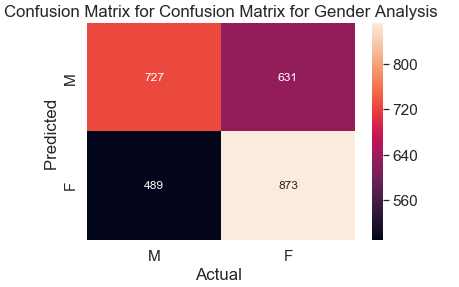 Confusion Matrix for Confusion Matrix for Gender Analysis
Predicted
M
727
631
F
489
873
M
F
Actual
800
720
640
560